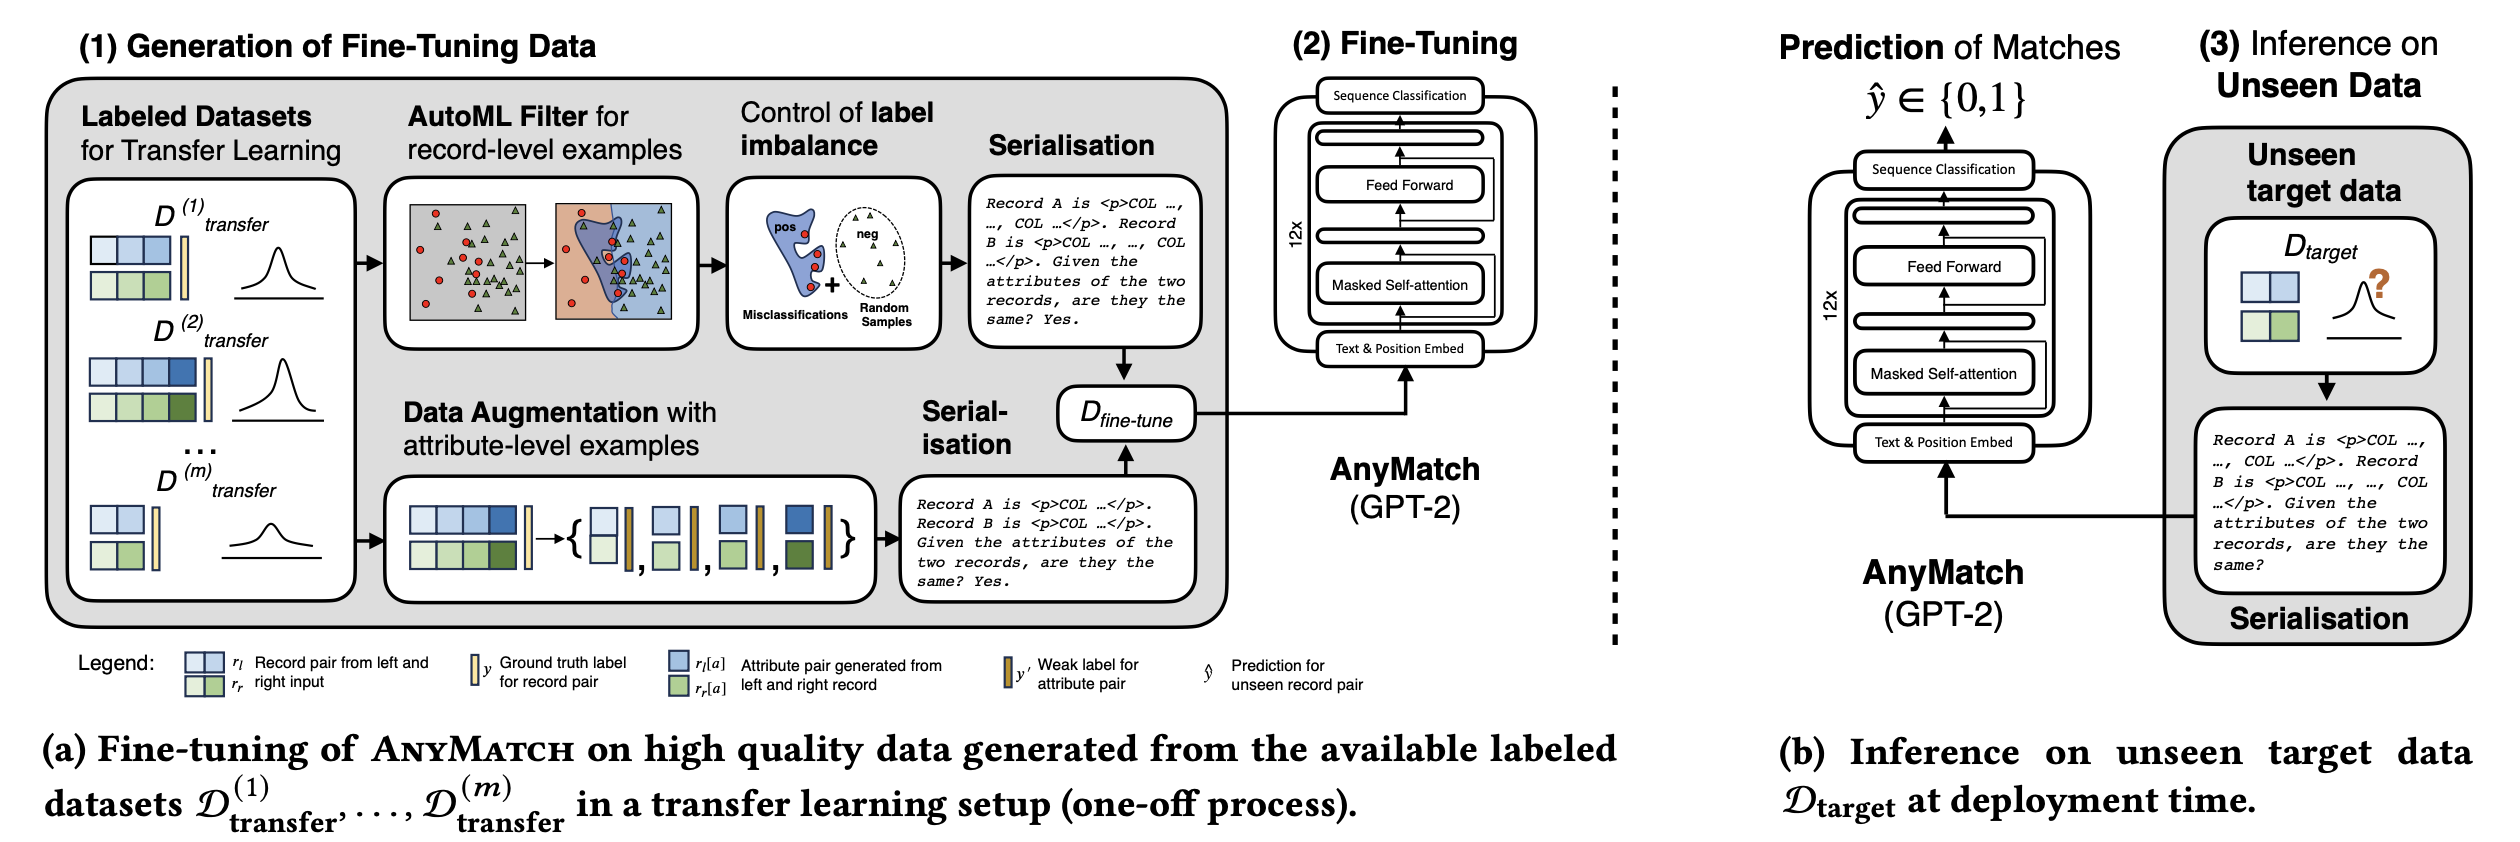 (1) Generation of Fine-Tuning Data
Labeled Datasets
for Transfer Learning
D (1) transfer
D (2) transfer
...
D (m) transfer
AutoML Filter for
record-level examples
Control of label
imbalance
pos
neg
+
Misclassifications
Random
Samples
Serialisation
Record A is <p>COL …,
…, COL …</p>. Record
B is <p>COL …, …, COL
…</p>. Given the
attributes of the two
records, are they the
same? Yes.
Data Augmentation with
attribute-level examples
{ , , , }
Serial-
isation
Record A is <p>COL …</p>.
Record B is <p>COL …</p>.
Given the attributes of the
two records, are they the
same? Yes.
D fine-tune
(2) Fine-Tuning
Sequence Classification
Feed Forward
12x
Masked Self-attention
Text & Position Embed
AnyMatch
(GPT-2)
Prediction of Matches
ŷ ∈ {0,1}
Sequence Classification
Feed Forward
12x
Masked Self-attention
Text & Position Embed
AnyMatch
(GPT-2)
(3) Inference on
Unseen Data
Unseen
target data
D target
?
Record A is <p>COL …,
…, COL …</p>. Record
B is <p>COL …, …, COL
…</p>. Given the
attributes of the two
records, are they the
same?
Serialisation
Legend:
r_l
r_r
Record pair from left and
right input
y
Ground truth label
for record pair
r_l[a]
r_r[a]
Attribute pair generated from
left and right record
y′
Weak label for
attribute pair
ŷ
Prediction for
unseen record pair
(a) Fine-tuning of AnyMatch on high quality data generated from the available labeled
datasets 𝒟(1)transfer, . . . , 𝒟(m)transfer in a transfer learning setup (one-off process).
(b) Inference on unseen target data
𝒟target at deployment time.